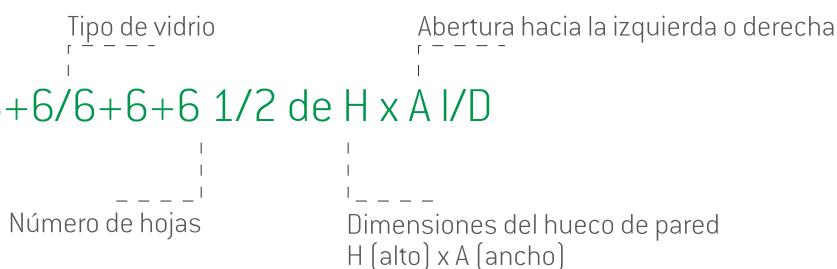 Tipo de vidrio
Abertura hacia la izquierda o derecha
+6/6+6+6 1/2 de H x A I/D
Número de hojas
Dimensiones del hueco de pared
H (alto) x A (ancho)